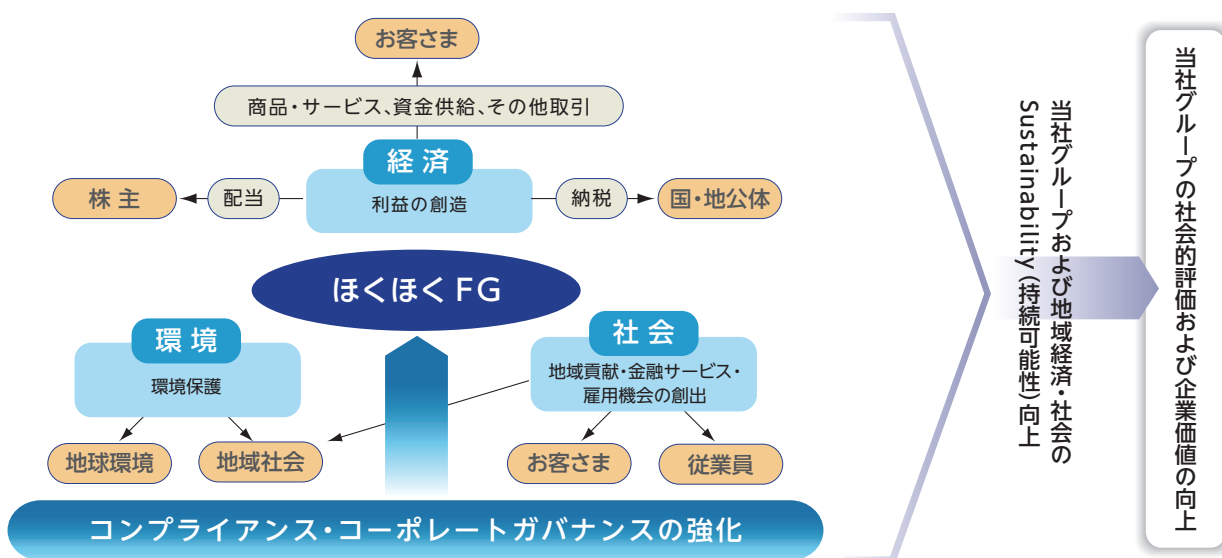 お客さま
商品・サービス、資金供給、その他取引
経済
利益の創造
株主
配当
納税
国・地公体
ほくほくFG
環境
環境保護
社会
地域貢献・金融サービス・
雇用機会の創出
地球環境
地域社会
お客さま
従業員
コンプライアンス・コーポレートガバナンスの強化
当社グループおよび地域経済・社会の
Sustainability（持続可能性）向上
当社グループの社会的評価および企業価値の向上